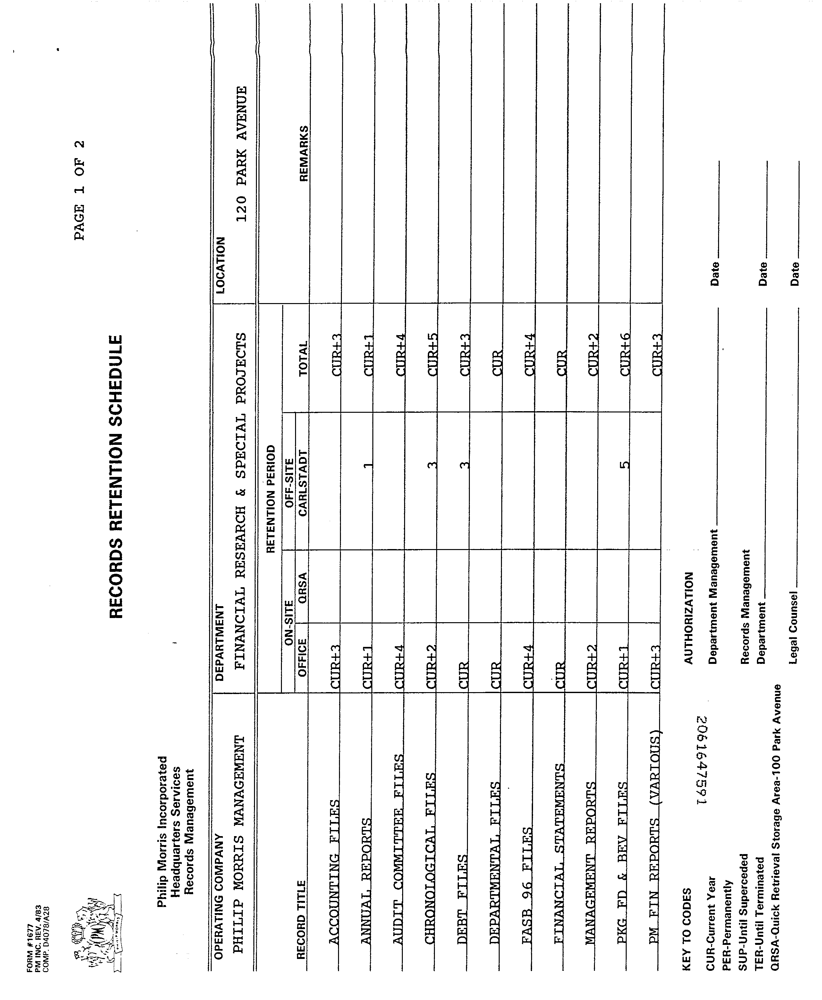 FORM #1677
PM INC. REV. 4/83
COMP. D4078/A28
PAGE 1 OF 2
RECORDS RETENTION SCHEDULE
Philip Morris Incorporated
Headquarters Services
Records Management
OPERATING COMPANY DEPARTMENT LOCATION
PHILIP MORRIS MANAGEMENT FINANCIAL RESEARCH & SPECIAL PROJECTS 120 PARK AVENUE
RETENTION PERIOD
ON-SITE OFF-SITE
RECORD TITLE OFFICE QRSA CARLSTADT TOTAL REMARKS
ACCOUNTING FILES CUR+3 CUR+3
ANNUAL REPORTS CUR+1 1 CUR+1
AUDIT COMMITTEE FILES CUR+4 CUR+4
CHRONOLOGICAL FILES CUR+2 3 CUR+5
DEBT FILES CUR 3 CUR+3
DEPARTMENTAL FILES CUR CUR
FASB 96 FILES CUR+4 CUR+4
FINANCIAL STATEMENTS CUR CUR
MANAGEMENT REPORTS CUR+2 CUR+2
PKG FD & BEV FILES CUR+1 5 CUR+6
PM FIN REPORTS (VARIOUS) CUR+3 CUR+3
KEY TO CODES
CUR-Current Year
PER-Permanently
SUP-Until Superceded
TER-Until Terminated
QRSA-Quick Retrieval Storage Area-100 Park Avenue
2061647591
AUTHORIZATION
Department Management Date
Records Management
Department Date
Legal Counsel Date